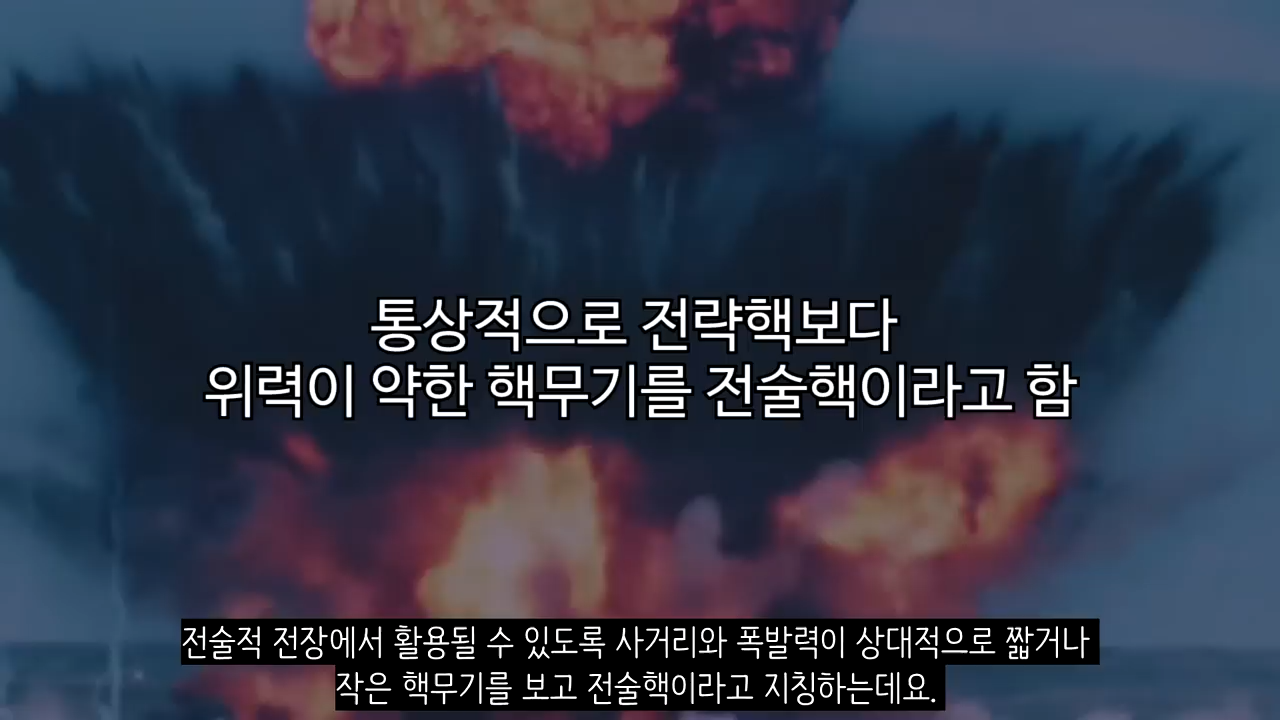 통상적으로 전략핵보다
위력이 약한 핵무기를 전술핵이라고 함
전술적 전장에서 활용될 수 있도록 사거리와 폭발력이 상대적으로 짧거나
작은 핵무기를 보고 전술핵이라고 지칭하는데요.